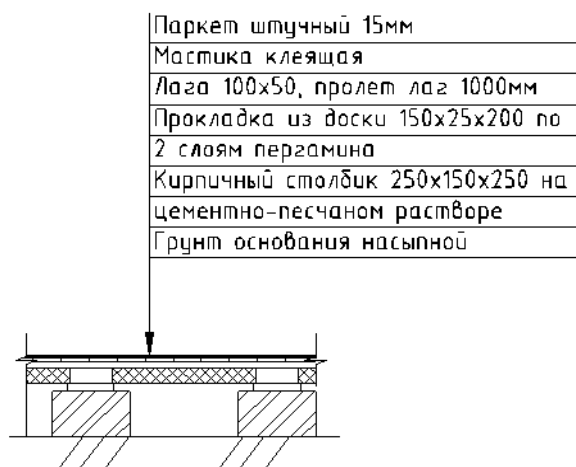 Паркет штучный 15мм
Мастика клеящая
Лага 100х50, пролет лаг 1000мм
Прокладка из доски 150х25х200 по
2 слоям пергамина
Кирпичный столбик 250х150х250 на
цементно-песчаном растворе
Грунт основания насыпной